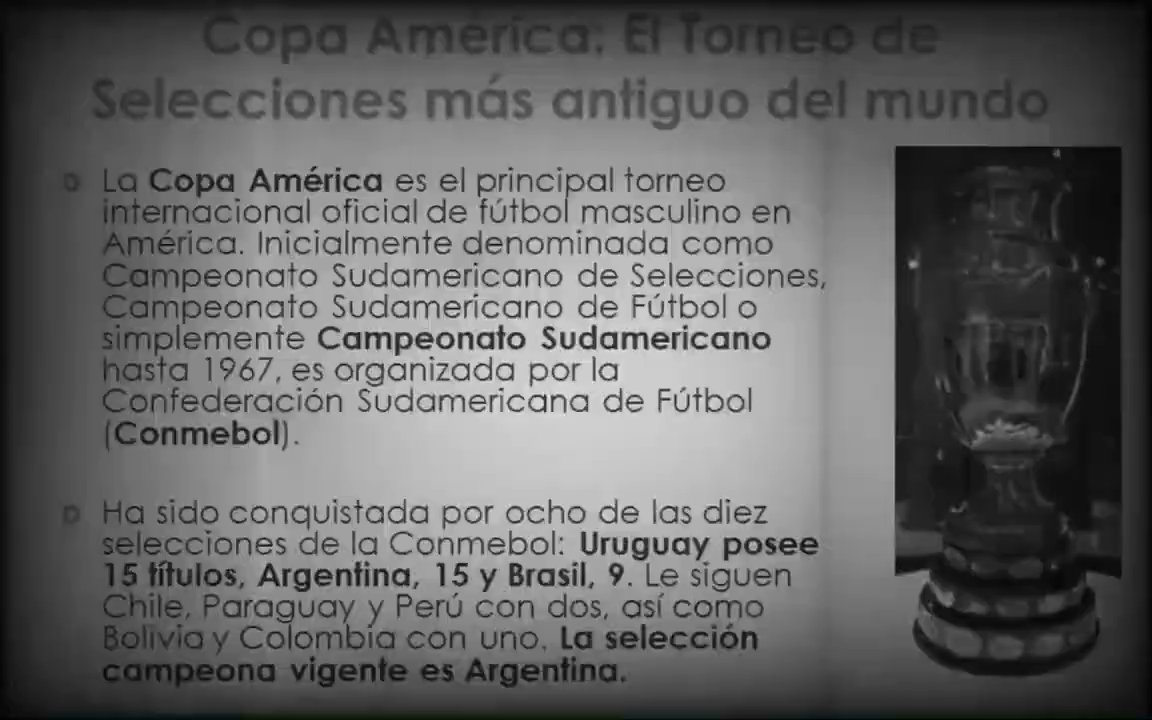 Copa América: El Torneo de
Selecciones más antiguo del mundo
La Copa América es el principal torneo
internacional oficial de fútbol masculino en
América. Inicialmente denominada como
Campeonato Sudamericano de Selecciones,
Campeonato Sudamericano de Fútbol o
simplemente Campeonato Sudamericano
hasta 1967, es organizada por la
Confederación Sudamericana de Fútbol
(Conmebol).
Ha sido conquistada por ocho de las diez
selecciones de la Conmebol: Uruguay posee
15 títulos, Argentina, 15 y Brasil, 9. Le siguen
Chile, Paraguay y Perú con dos, así como
Bolivia y Colombia con uno. La selección
campeona vigente es Argentina.